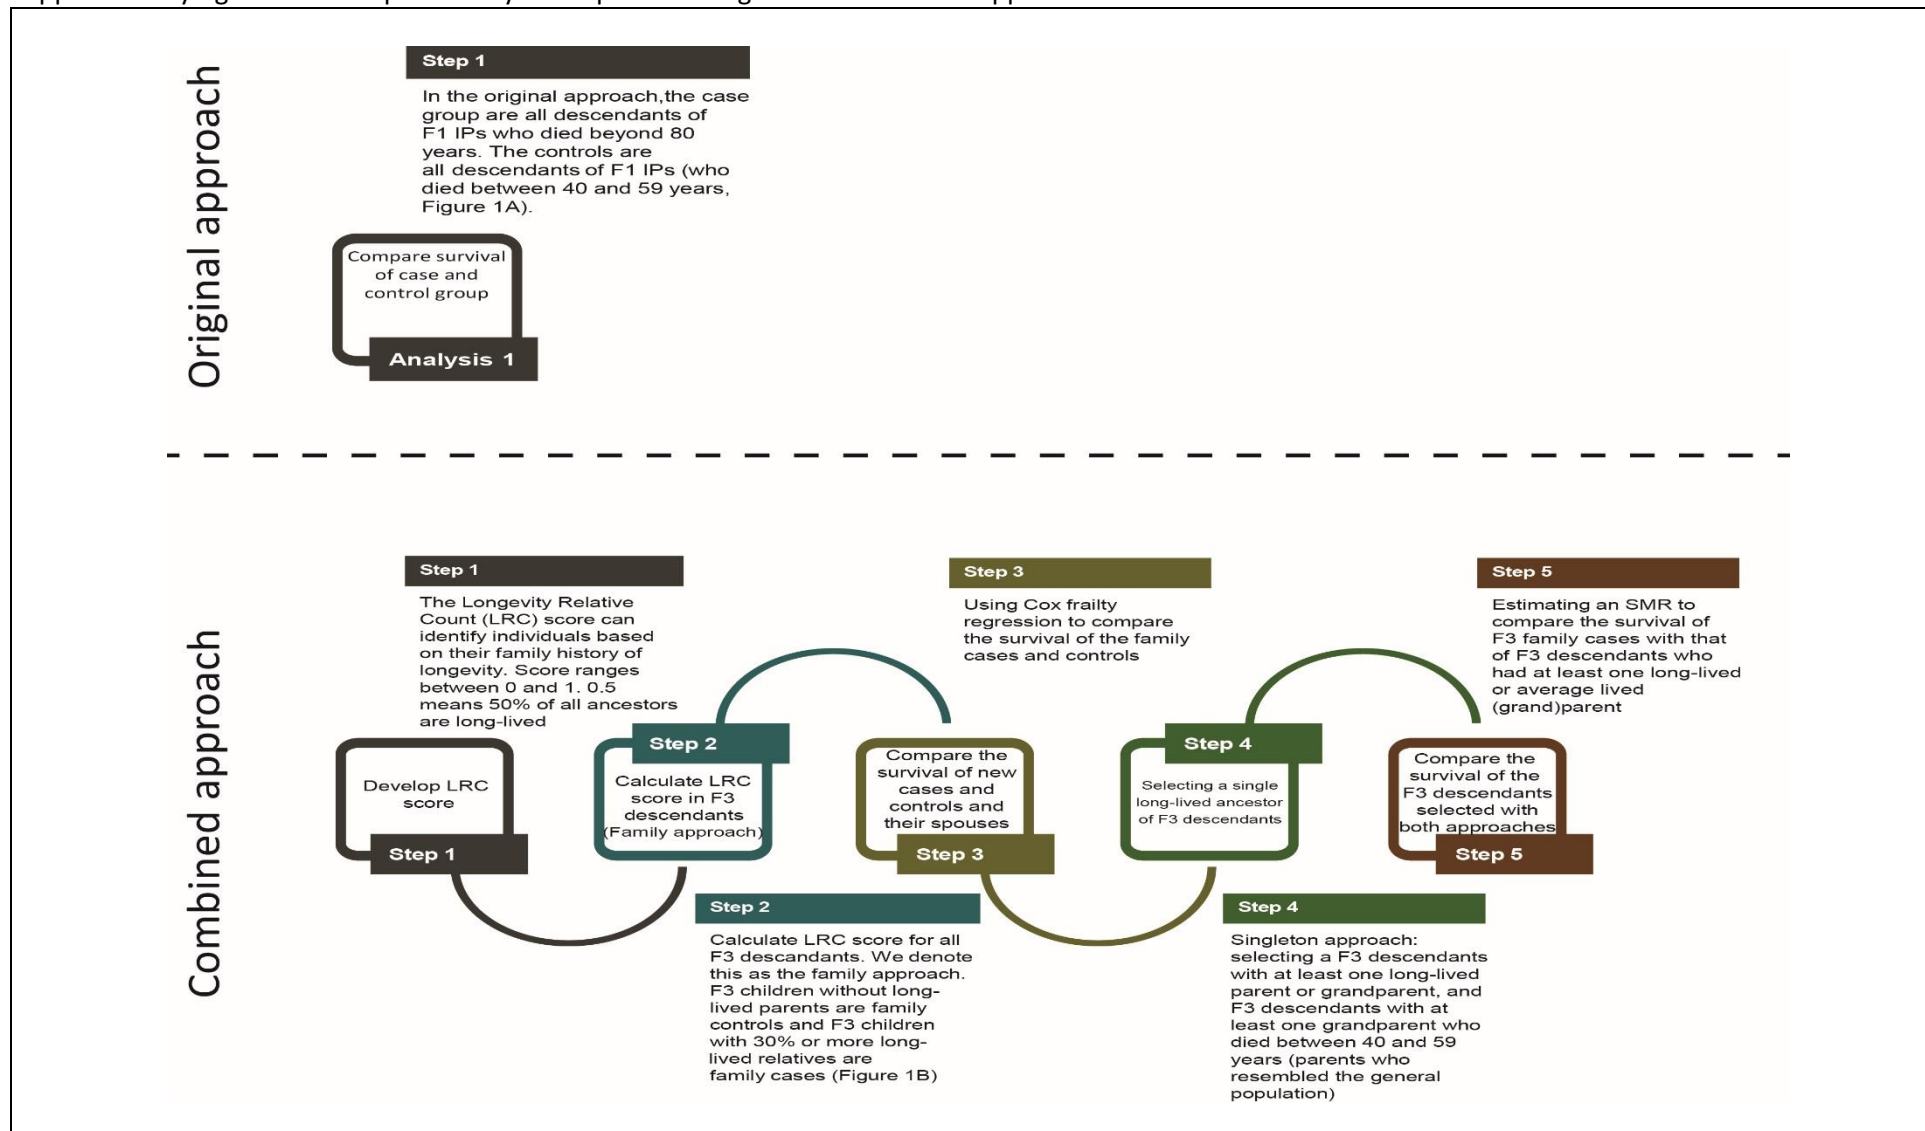 Original approach
Step 1
In the original approach,the case
group are all descendants of
F1 IPs who died beyond 80
years. The controls are
all descendants of F1 IPs (who
died between 40 and 59 years,
Figure 1A).
Compare survival
of case and
control group
Analysis 1
Combined approach
Step 1
The Longevity Relative
Count (LRC) score can
identify individuals based
on their family history of
longevity. Score ranges
between 0 and 1. 0.5
means 50% of all ancestors
are long-lived
Develop LRC
score
Step 1
Step 2
Calculate LRC
score in F3
descendants
(Family approach)
Step 2
Calculate LRC score for all
F3 descandants. We denote
this as the family approach.
F3 children without long-
lived parents are family
controls and F3 children
with 30% or more long-
lived relatives are
family cases (Figure 1B)
Step 3
Using Cox frailty
regression to compare
the survival of the family
cases and controls
Compare the
survival of new
cases and
controls and
their spouses
Step 3
Step 4
Selecting a single
long-lived ancestor
of F3 descendants
Step 4
Singleton approach:
selecting a F3 descendants
with at least one long-lived
parent or grandparent, and
F3 descendants with at
least one grandparent who
died between 40 and 59
years (parents who
resembled the general
population)
Step 5
Estimating an SMR to
compare the survival of
F3 family cases with that
of F3 descendants who
had at least one long-lived
or average lived
(grand)parent
Compare the
survival of the
F3 descendants
selected with
both approaches
Step 5